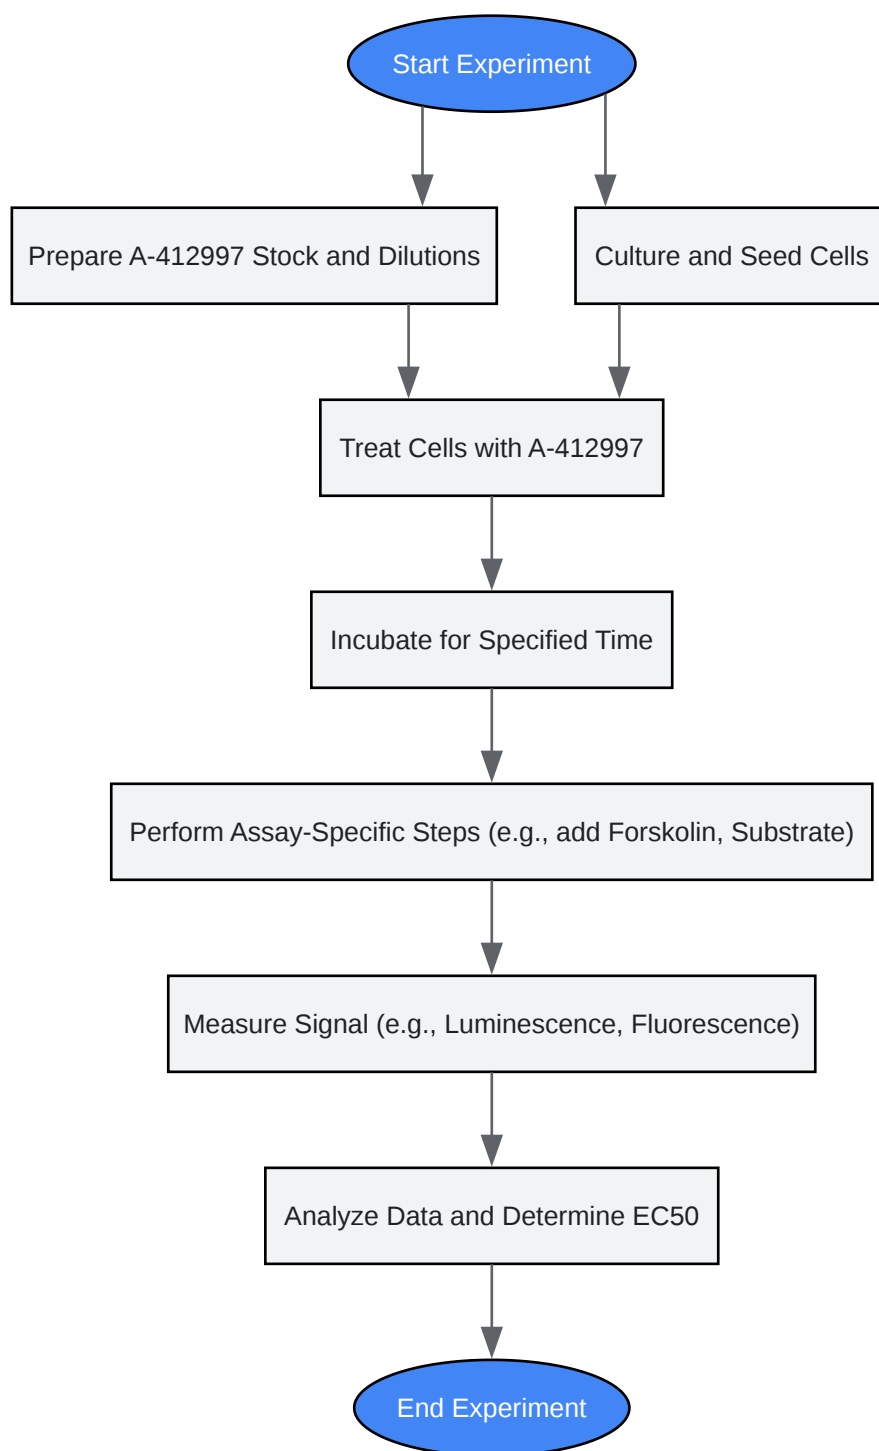 Start Experiment
Prepare A-412997 Stock and Dilutions
Culture and Seed Cells
Treat Cells with A-412997
Incubate for Specified Time
Perform Assay-Specific Steps (e.g., add Forskolin, Substrate)
Measure Signal (e.g., Luminescence, Fluorescence)
Analyze Data and Determine EC50
End Experiment